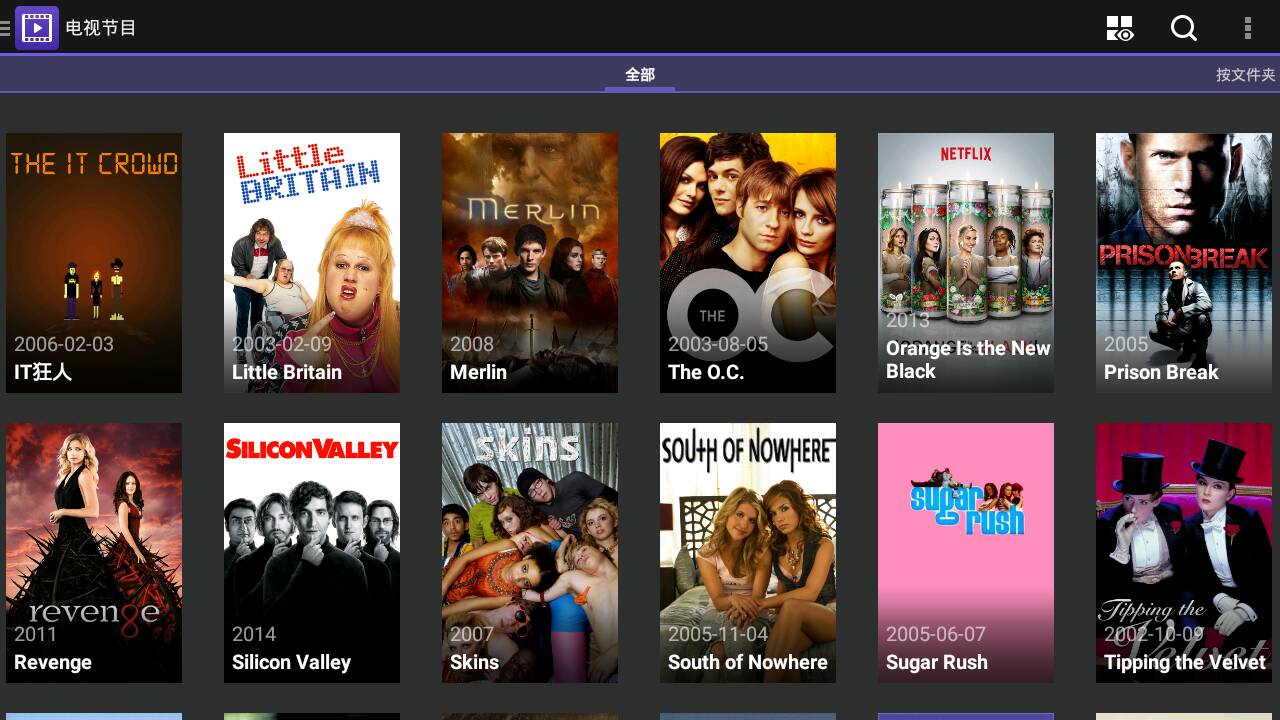 电视节目
全部
按文件夹
THE IT CROWD
2006-02-03
IT狂人
Little
BRITAIN
2003-02-09
Little Britain
MERLIN
2008
Merlin
THE
OC
2003-08-05
The O.C.
NETFLIX
2013
Orange Is the New
Black
PRISON BREAK
2005
Prison Break
revenge
2011
Revenge
SILICON VALLEY
2014
Silicon Valley
skins
2007
Skins
SOUTH OF NOWHERE
2005-11-04
South of Nowhere
sugar
rush
2005-06-07
Sugar Rush
Tipping the
Velvet
2002-10-09
Tipping the Velvet